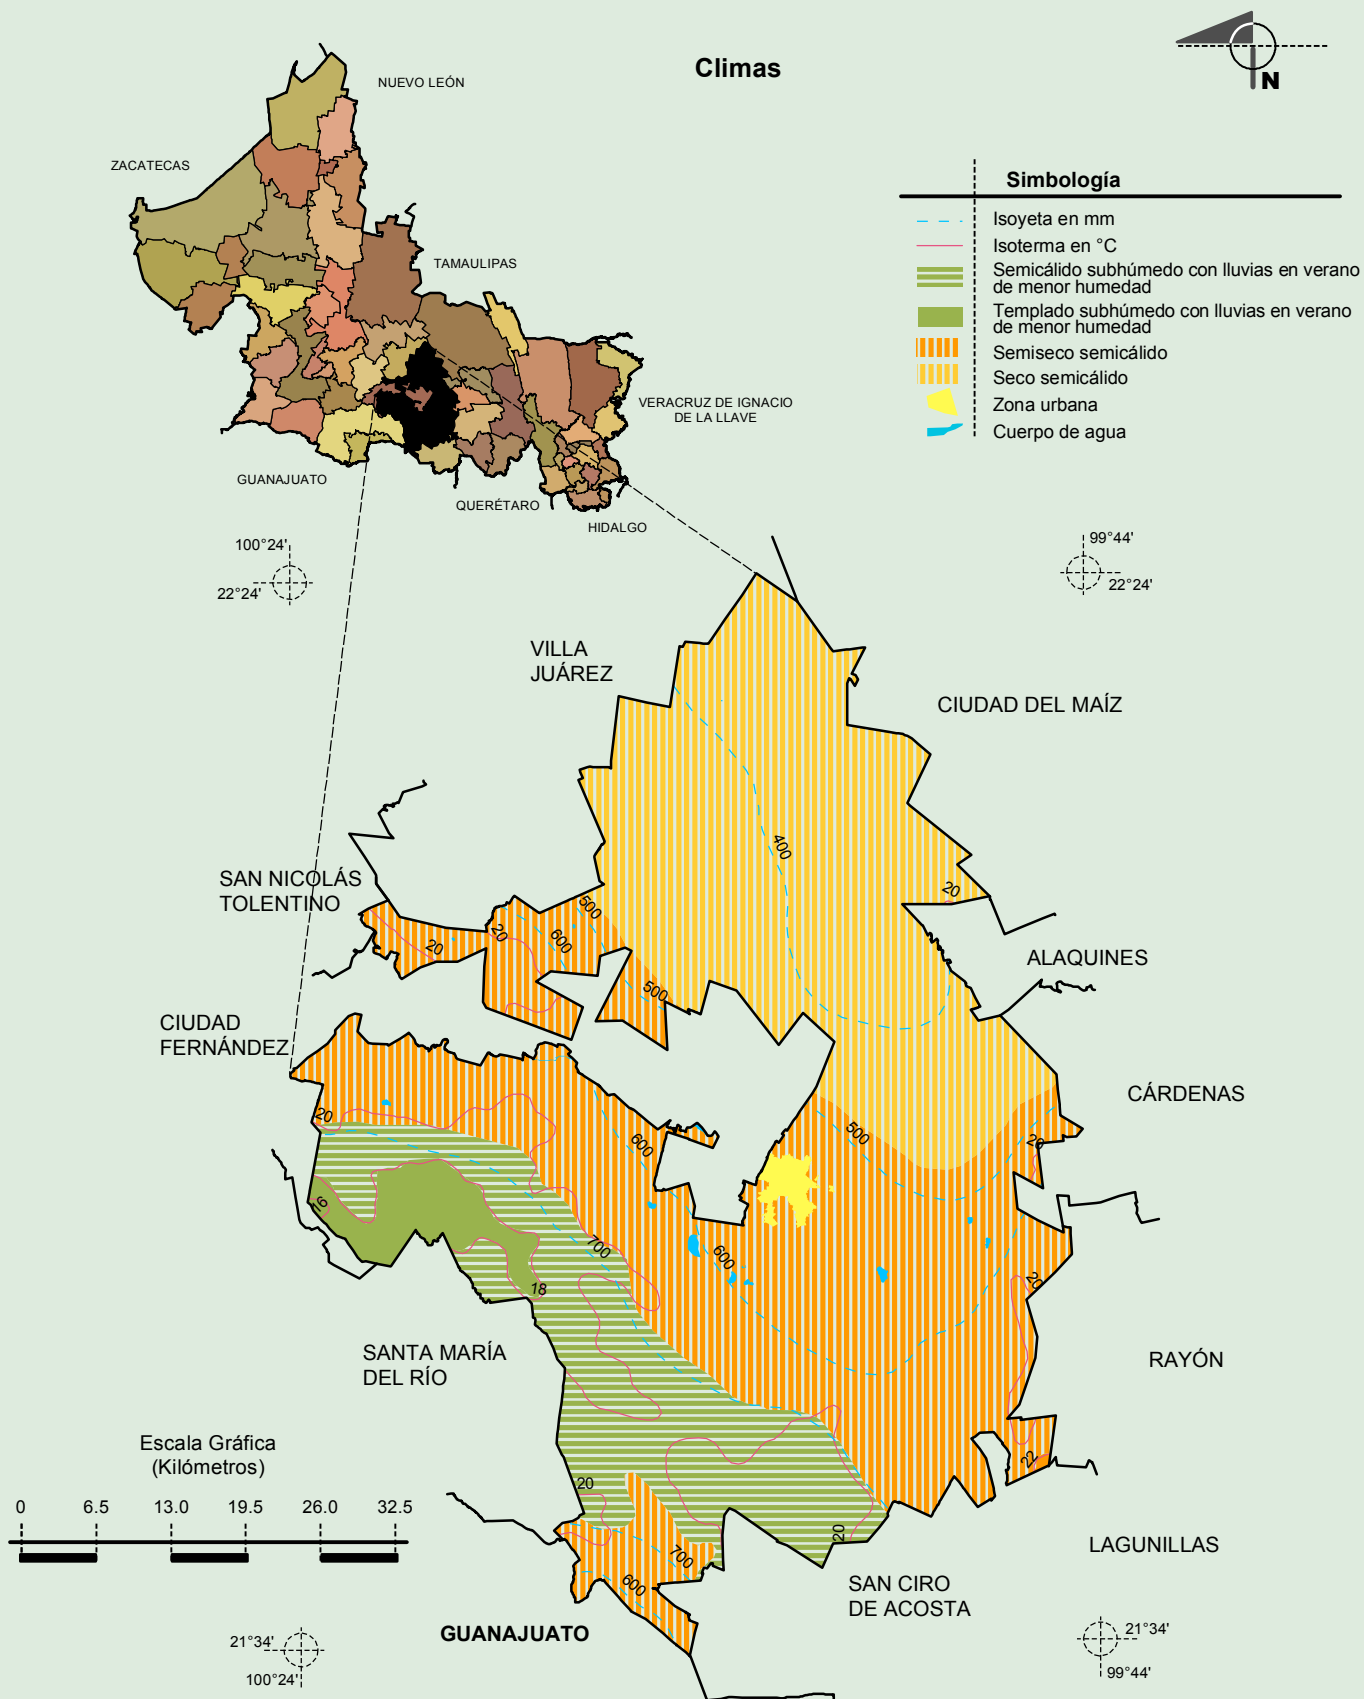 Climas
N
NUEVO LEÓN
ZACATECAS
TAMAULIPAS
VERACRUZ DE IGNACIO
DE LA LLAVE
GUANAJUATO
QUERÉTARO
HIDALGO
Simbología
Isoyeta en mm
Isoterma en °C
Semicálido subhúmedo con lluvias en verano
de menor humedad
Templado subhúmedo con lluvias en verano
de menor humedad
Semiseco semicálido
Seco semicálido
Zona urbana
Cuerpo de agua
100°24'
22°24'
99°44'
22°24'
VILLA
JUÁREZ
CIUDAD DEL MAÍZ
400
SAN NICOLÁS
TOLENTINO
20
500
20
600
20
500
ALAQUINES
CIUDAD
FERNÁNDEZ
CÁRDENAS
20
600
500
20
16
700
600
20
18
SANTA MARÍA
DEL RÍO
RAYÓN
Escala Gráfica
(Kilómetros)
0 6.5 13.0 19.5 26.0 32.5
22
20
20
700
600
LAGUNILLAS
SAN CIRO
DE ACOSTA
GUANAJUATO
21°34'
100°24'
21°34'
99°44'